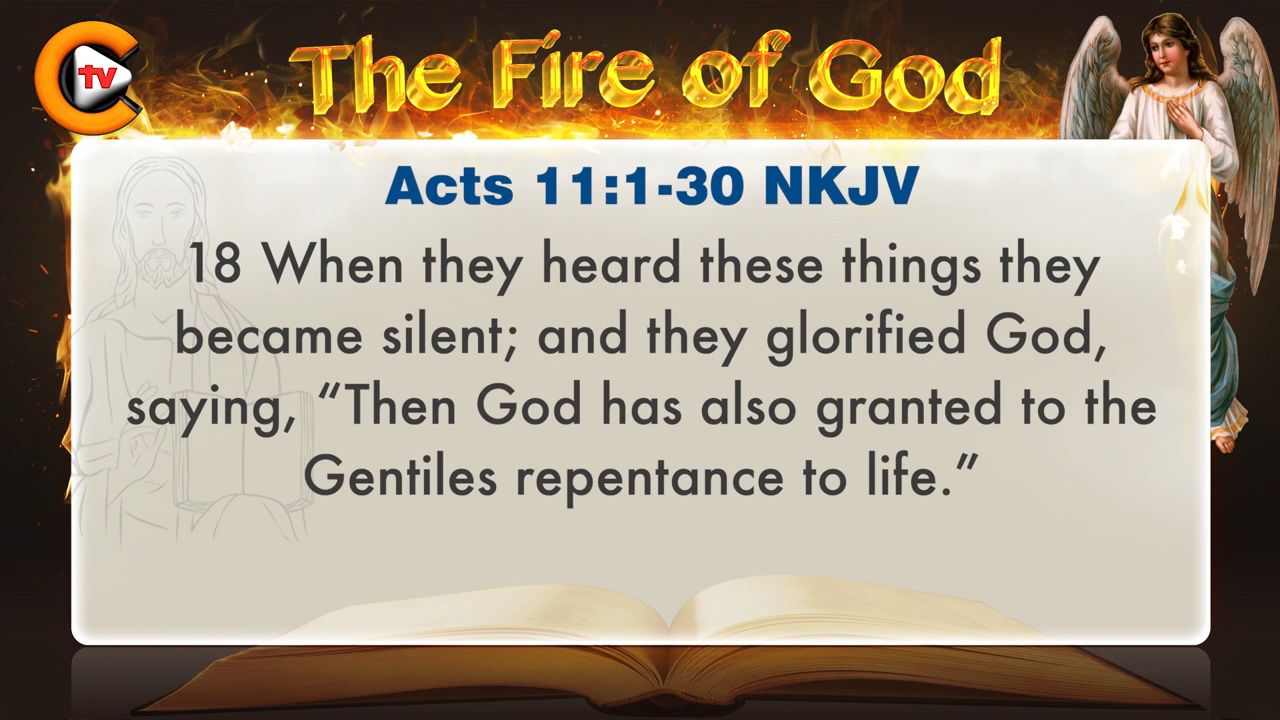 tv
The Fire of God
Acts 11:1-30 NKJV
18 When they heard these things they
became silent; and they glorified God,
saying, “Then God has also granted to the
Gentiles repentance to life.”